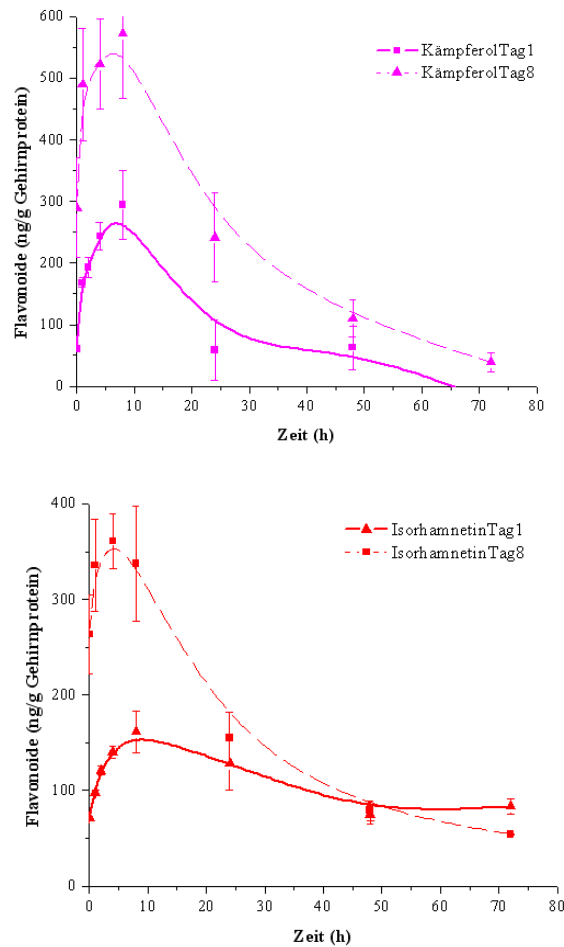 600
500
400
300
200
100
0
Flavonoide (ng/g Gehirnprotein)
KämpferolTag1
KämpferolTag8
0 10 20 30 40 50 60 70 80
Zeit (h)
400
300
200
100
0
Flavonoide (ng/g Gehirnprotein)
IsorhamnetinTag1
IsorhamnetinTag8
0 10 20 30 40 50 60 70 80
Zeit (h)